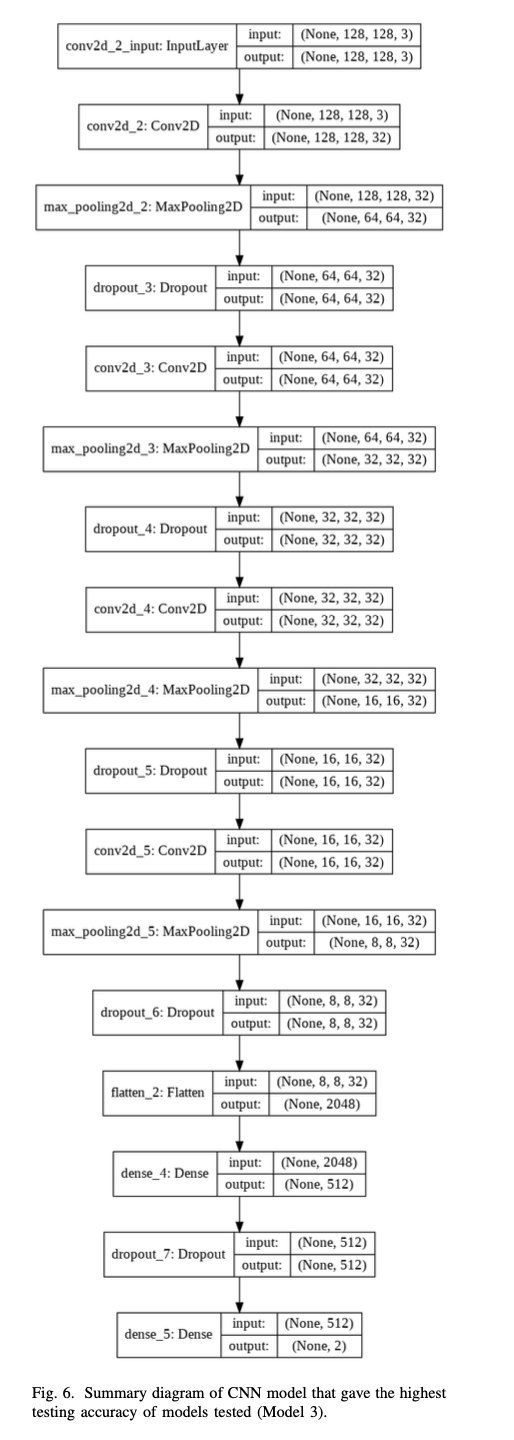 conv2d_2_input: InputLayer
input: (None, 128, 128, 3)
output: (None, 128, 128, 3)
conv2d_2: Conv2D
input: (None, 128, 128, 3)
output: (None, 128, 128, 32)
max_pooling2d_2: MaxPooling2D
input: (None, 128, 128, 32)
output: (None, 64, 64, 32)
dropout_3: Dropout
input: (None, 64, 64, 32)
output: (None, 64, 64, 32)
conv2d_3: Conv2D
input: (None, 64, 64, 32)
output: (None, 64, 64, 32)
max_pooling2d_3: MaxPooling2D
input: (None, 64, 64, 32)
output: (None, 32, 32, 32)
dropout_4: Dropout
input: (None, 32, 32, 32)
output: (None, 32, 32, 32)
conv2d_4: Conv2D
input: (None, 32, 32, 32)
output: (None, 32, 32, 32)
max_pooling2d_4: MaxPooling2D
input: (None, 32, 32, 32)
output: (None, 16, 16, 32)
dropout_5: Dropout
input: (None, 16, 16, 32)
output: (None, 16, 16, 32)
conv2d_5: Conv2D
input: (None, 16, 16, 32)
output: (None, 16, 16, 32)
max_pooling2d_5: MaxPooling2D
input: (None, 16, 16, 32)
output: (None, 8, 8, 32)
dropout_6: Dropout
input: (None, 8, 8, 32)
output: (None, 8, 8, 32)
flatten_2: Flatten
input: (None, 8, 8, 32)
output: (None, 2048)
dense_4: Dense
input: (None, 2048)
output: (None, 512)
dropout_7: Dropout
input: (None, 512)
output: (None, 512)
dense_5: Dense
input: (None, 512)
output: (None, 2)
Fig. 6. Summary diagram of CNN model that gave the highest
testing accuracy of models tested (Model 3).